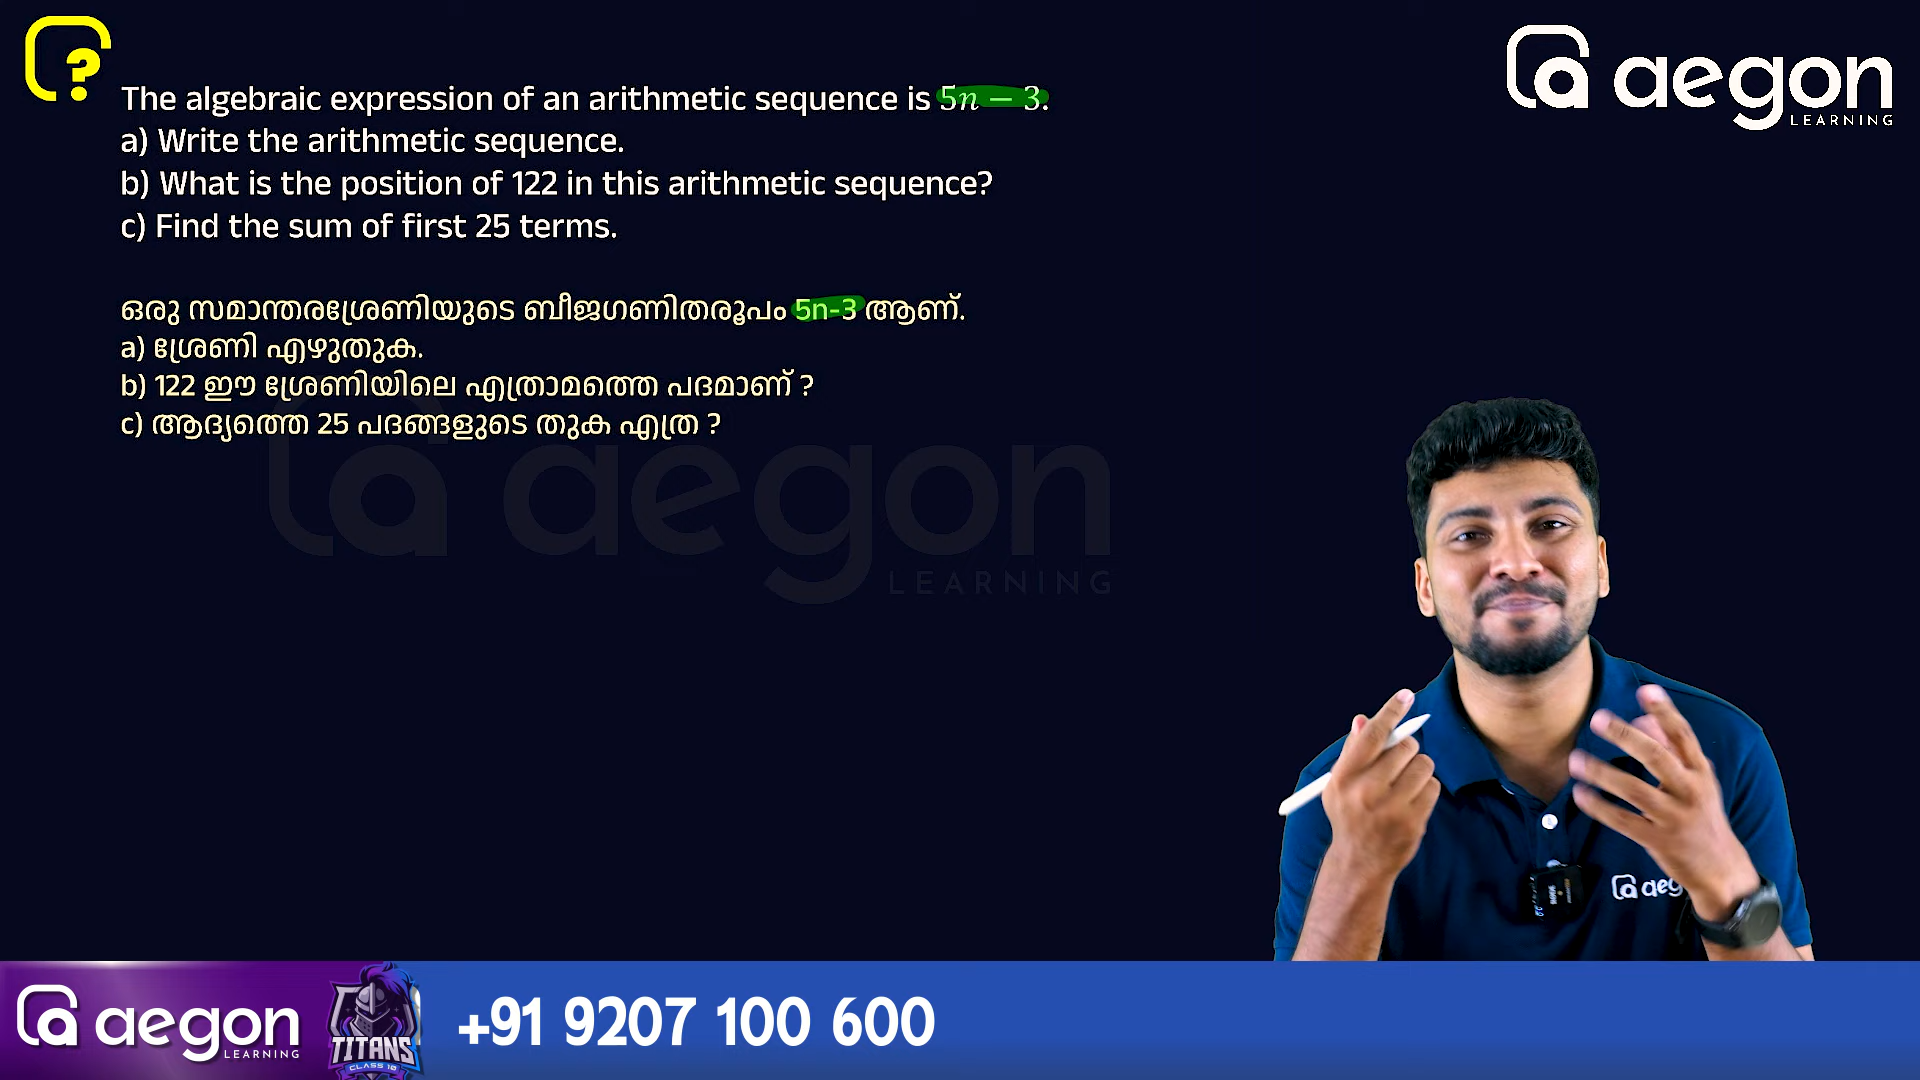 ?
aegon
LEARNING
The algebraic expression of an arithmetic sequence is 5n − 3.
a) Write the arithmetic sequence.
b) What is the position of 122 in this arithmetic sequence?
c) Find the sum of first 25 terms.
ഒരു സമാന്തരശ്രേണിയുടെ ബീജഗണിതരൂപം 5n-3 ആണ്.
a) ശ്രേണി എഴുതുക.
b) 122 ഈ ശ്രേണിയിലെ എത്രാമത്തെ പദമാണ് ?
c) ആദ്യത്തെ 25 പദങ്ങളുടെ തുക എത്ര ?
a aegon
LEARNING
aeg
aegon
LEARNING
TITANS
CLASS 10
+91 9207 100 600